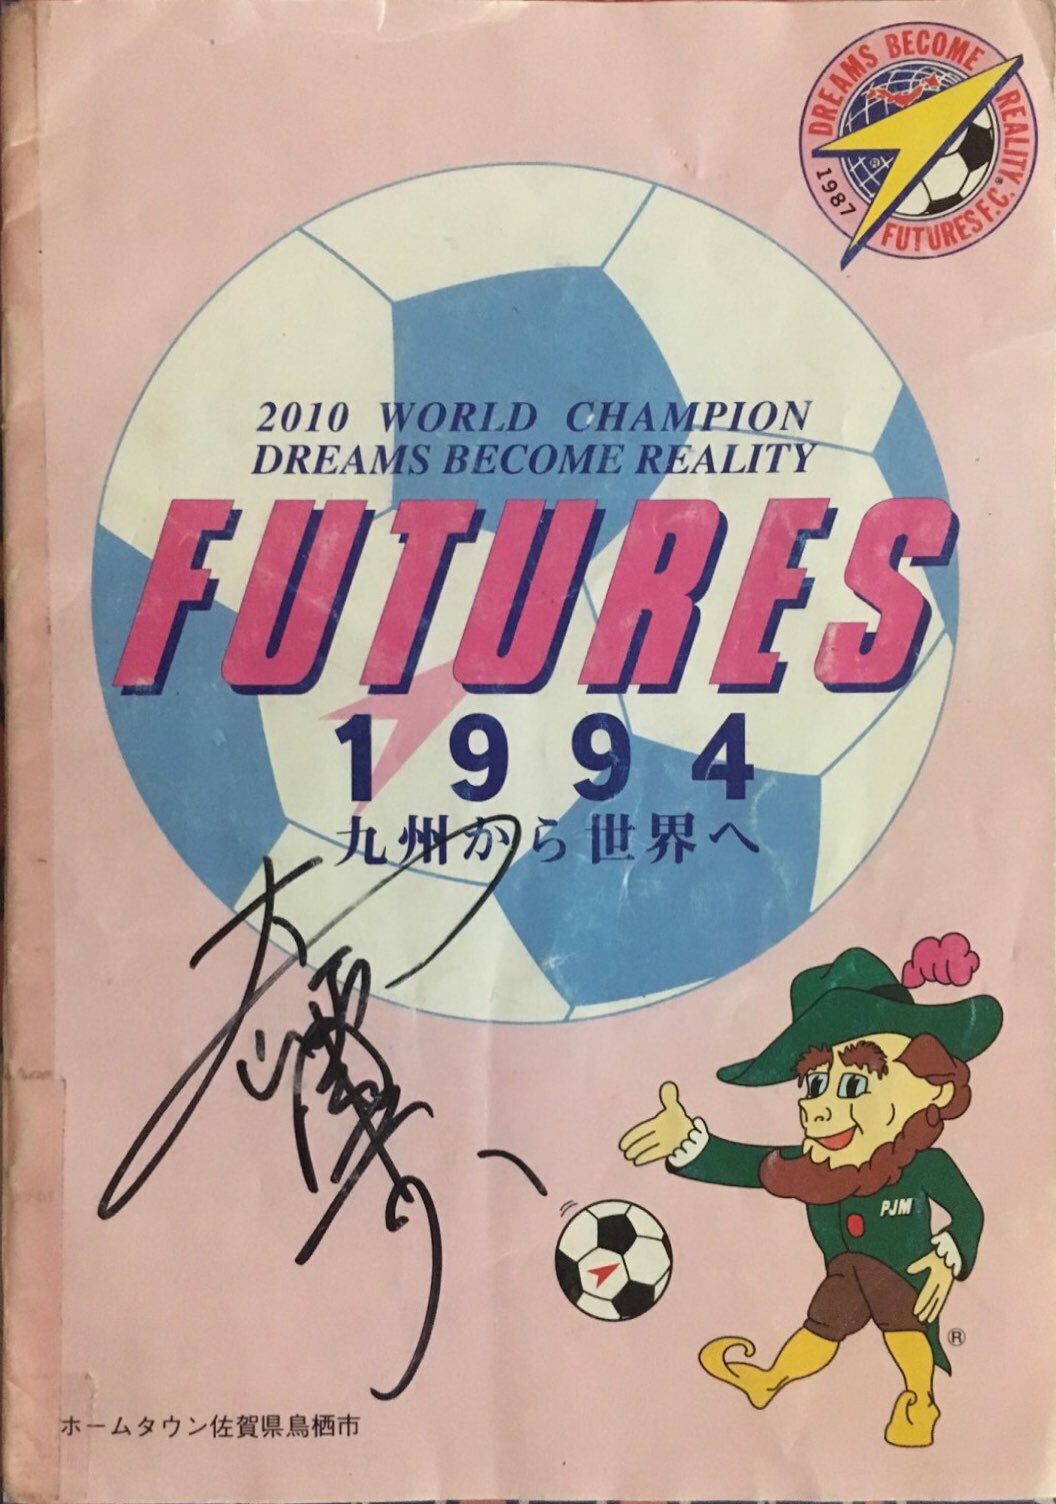 DREAMS BECOME REALITY.
1987 FUTURES F.C.®
®
2010 WORLD CHAMPION
DREAMS BECOME REALITY
FUTURES
1994
九州から世界へ
PJM
®
ホームタウン佐賀県鳥栖市